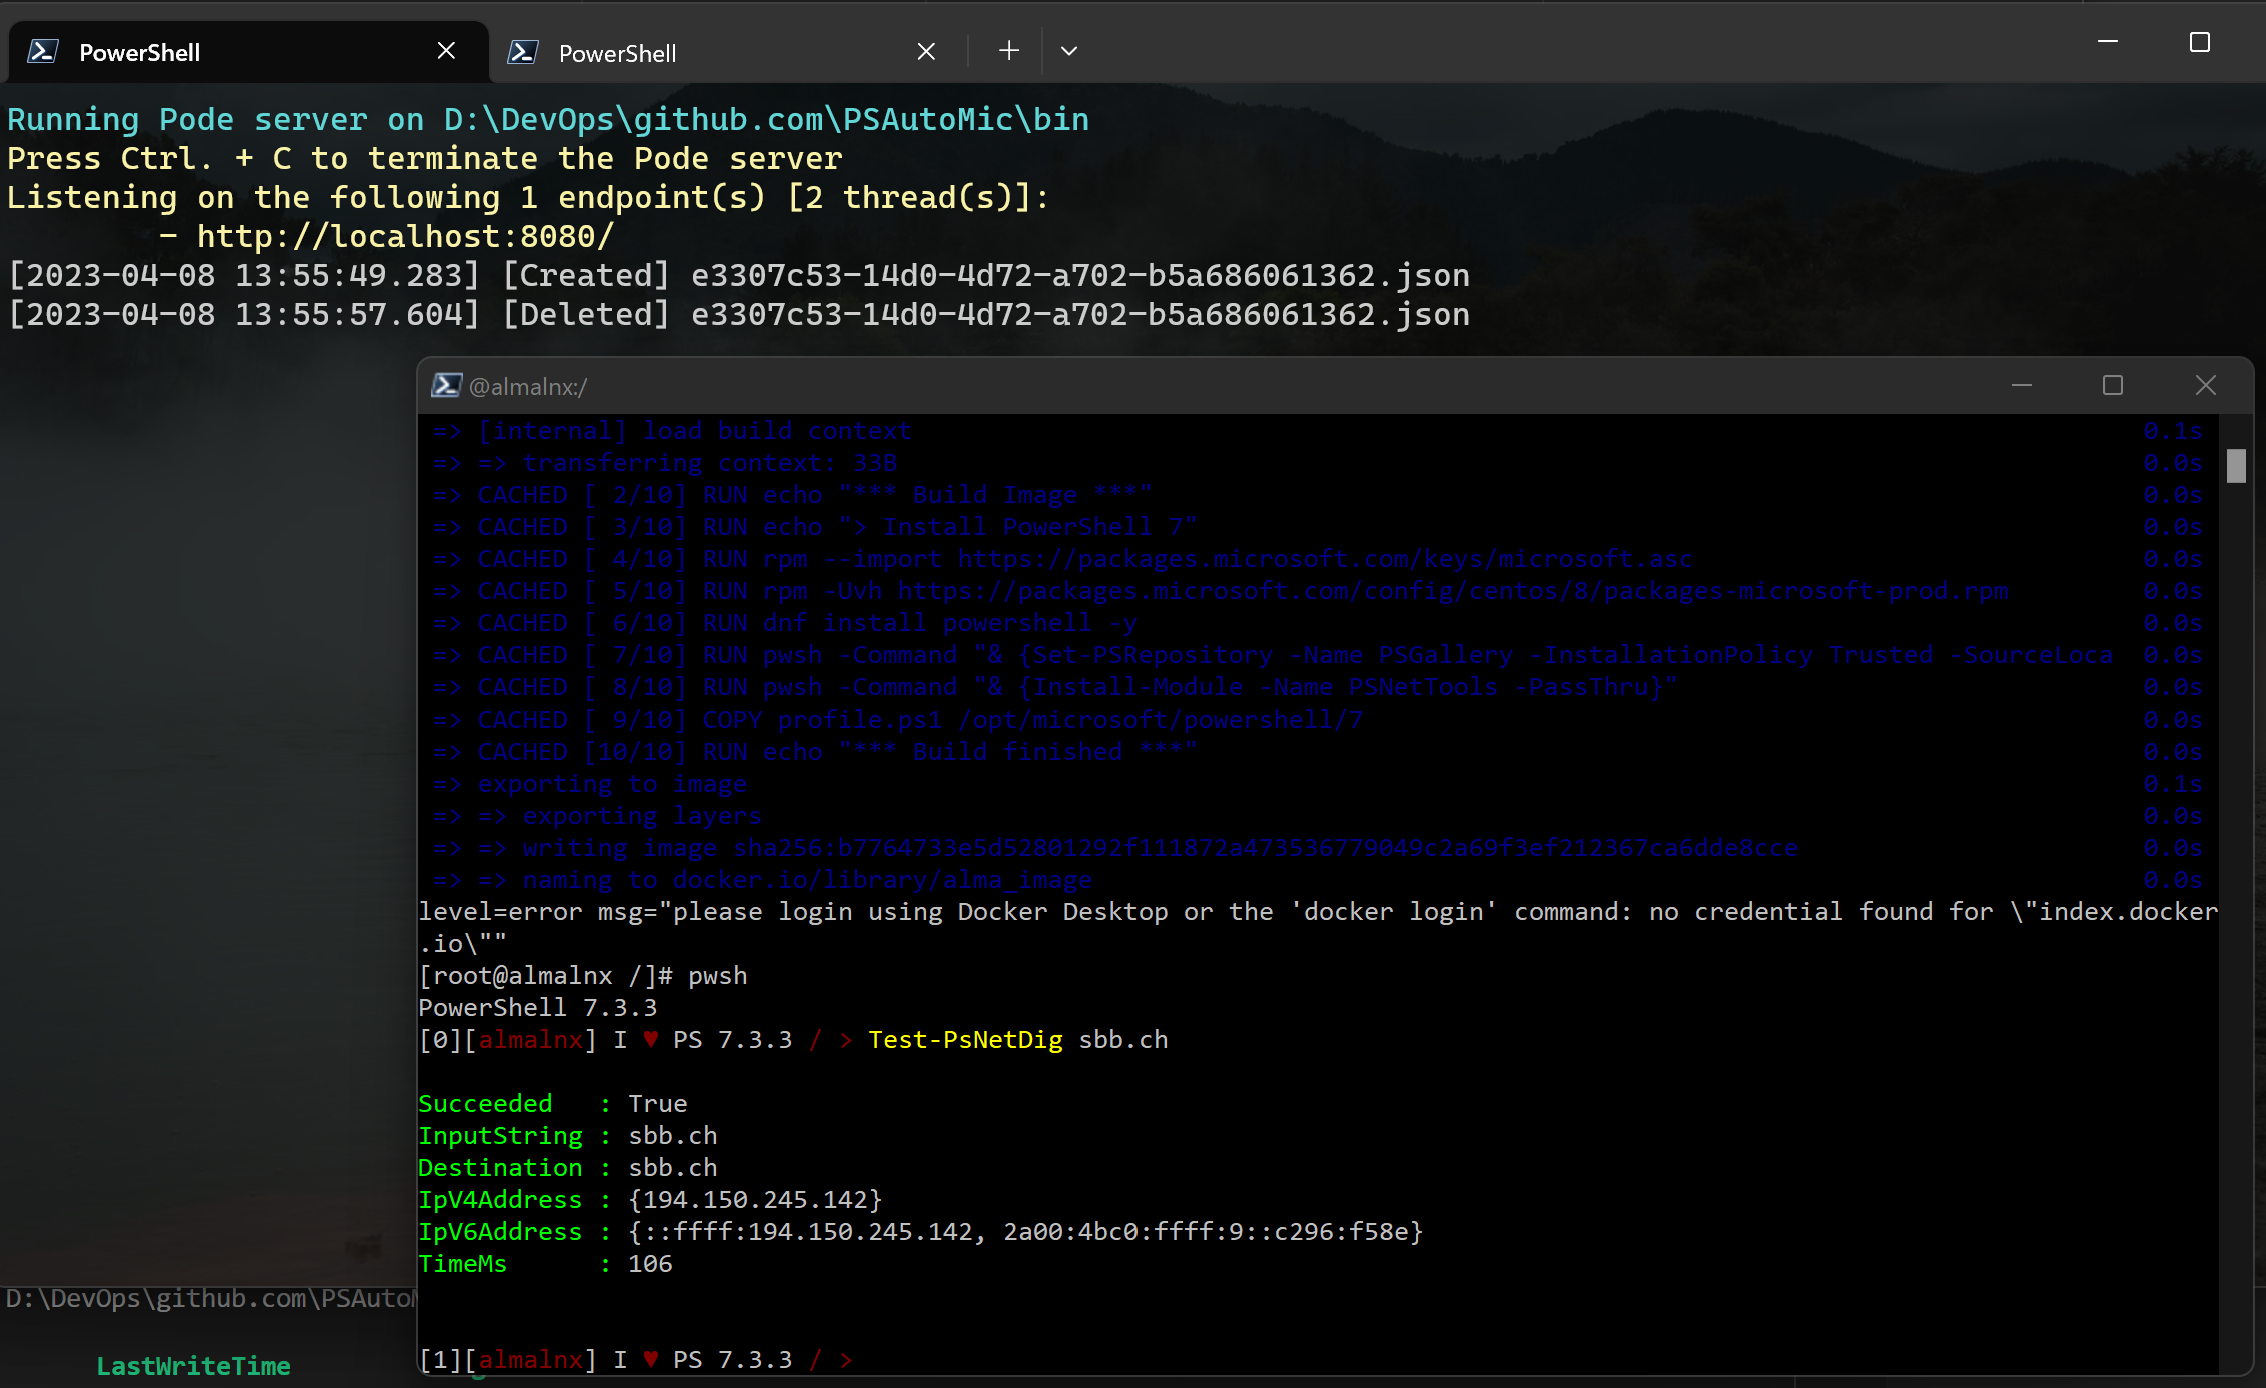 PowerShell
PowerShell
Running Pode server on D:\DevOps\github.com\PSAutoMic\bin
Press Ctrl. + C to terminate the Pode server
Listening on the following 1 endpoint(s) [2 thread(s)]:
- http://localhost:8080/
[2023-04-08 13:55:49.283] [Created] e3307c53-14d0-4d72-a702-b5a686061362.json
[2023-04-08 13:55:57.604] [Deleted] e3307c53-14d0-4d72-a702-b5a686061362.json
@almalnx:/
=> [internal] load build context 0.1s
=> => transferring context: 33B 0.0s
=> CACHED [ 2/10] RUN echo "*** Build Image ***" 0.0s
=> CACHED [ 3/10] RUN echo "> Install PowerShell 7" 0.0s
=> CACHED [ 4/10] RUN rpm --import https://packages.microsoft.com/keys/microsoft.asc 0.0s
=> CACHED [ 5/10] RUN rpm -Uvh https://packages.microsoft.com/config/centos/8/packages-microsoft-prod.rpm 0.0s
=> CACHED [ 6/10] RUN dnf install powershell -y 0.0s
=> CACHED [ 7/10] RUN pwsh -Command "& {Set-PSRepository -Name PSGallery -InstallationPolicy Trusted -SourceLoca 0.0s
=> CACHED [ 8/10] RUN pwsh -Command "& {Install-Module -Name PSNetTools -PassThru}" 0.0s
=> CACHED [ 9/10] COPY profile.ps1 /opt/microsoft/powershell/7 0.0s
=> CACHED [10/10] RUN echo "*** Build finished ***" 0.0s
=> exporting to image 0.1s
=> => exporting layers 0.0s
=> => writing image sha256:b7764733e5d52801292f111872a473536779049c2a69f3ef212367ca6dde8cce 0.0s
=> => naming to docker.io/library/alma_image 0.0s
level=error msg="please login using Docker Desktop or the 'docker login' command: no credential found for \"index.docker
.io\""
[root@almalnx /]# pwsh
PowerShell 7.3.3
[0][almalnx] I ♥ PS 7.3.3 / > Test-PsNetDig sbb.ch
Succeeded : True
InputString : sbb.ch
Destination : sbb.ch
IpV4Address : {194.150.245.142}
IpV6Address : {::ffff:194.150.245.142, 2a00:4bc0:ffff:9::c296:f58e}
TimeMs : 106
[1][almalnx] I ♥ PS 7.3.3 / >
D:\DevOps\github.com\PSAutoM
LastWriteTime